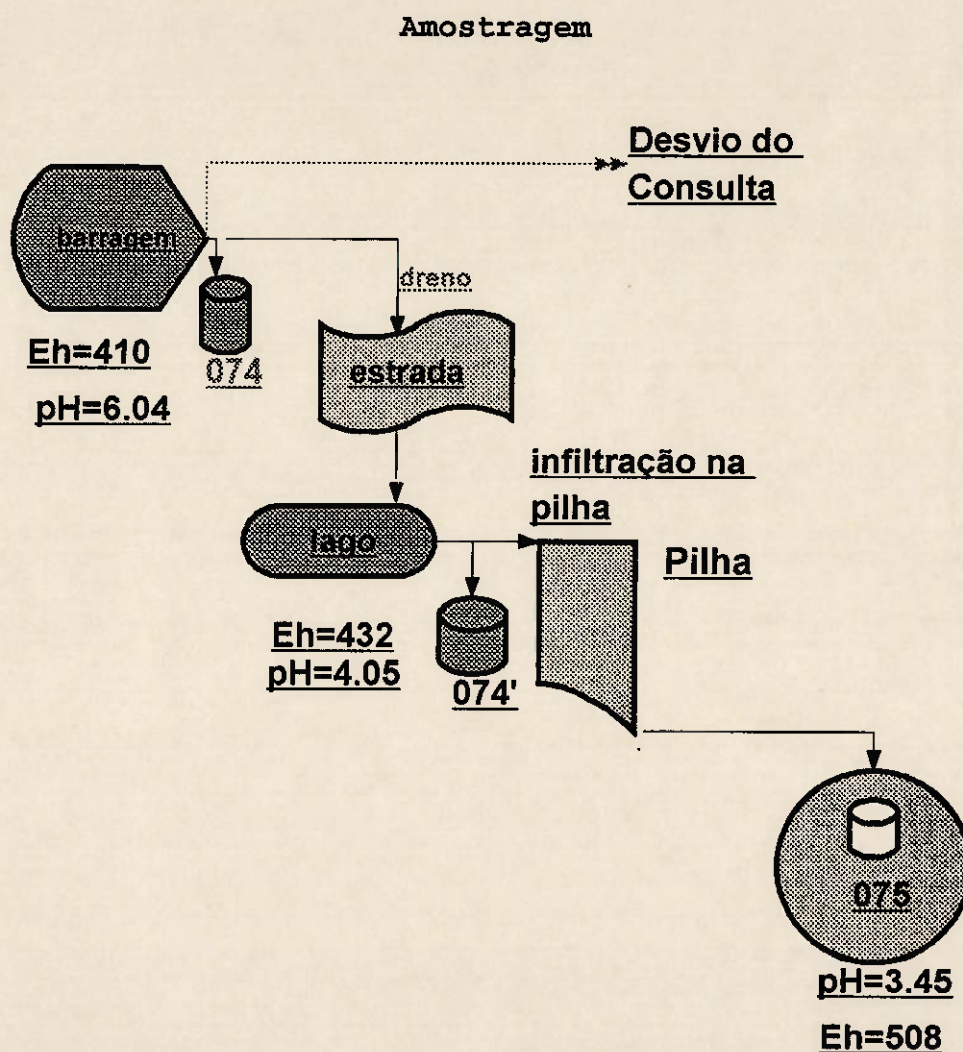 Amostragem
Desvio do
Consulta
barragem
dreno
Eh=410
074
pH=6.04
estrada
infiltração na
pilha
lago
Pilha
Eh=432
pH=4.05
074'
075
pH=3.45
Eh=508